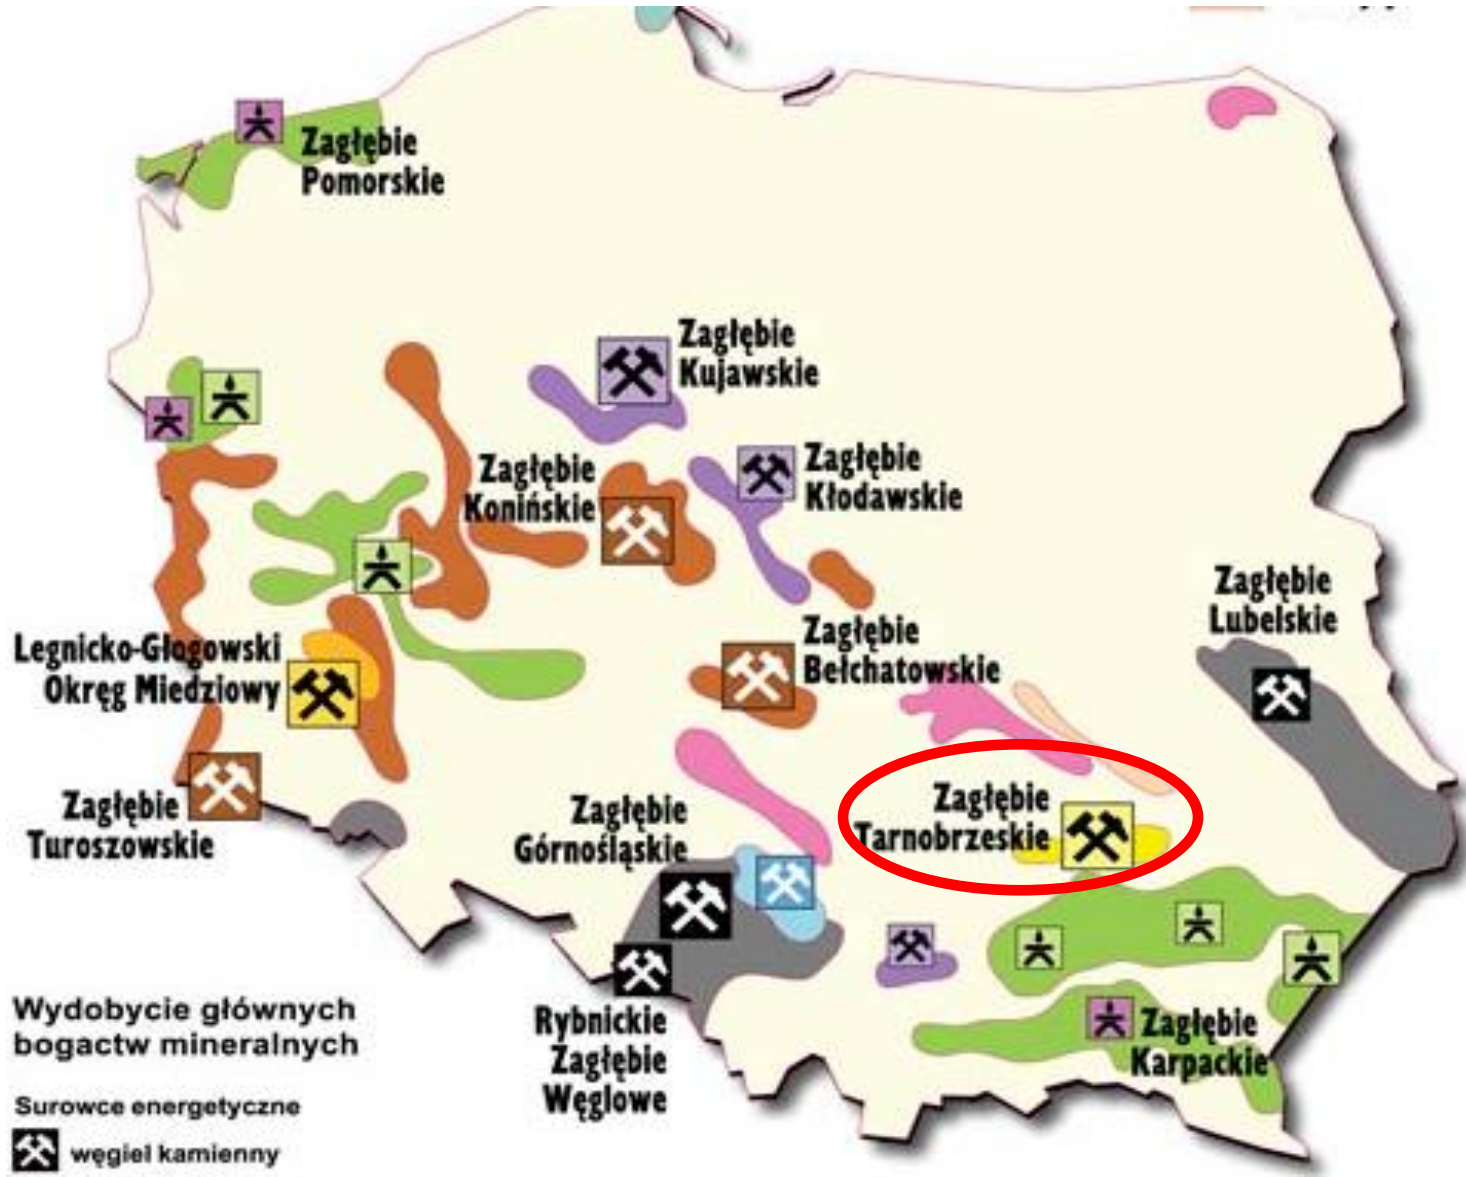 Zagłębie
Pomorskie
Zagłębie
Kujawskie
Zagłębie
Konińskie
Zagłębie
Kłodawskie
Zagłębie
Lubelskie
Legnicko-Głogowski
Okręg Miedziowy
Zagłębie
Bełchatowskie
Zagłębie
Turoszowskie
Zagłębie
Górnośląskie
Zagłębie
Tarnobrzeskie
Rybnickie
Zagłębie
Węglowe
Zagłębie
Karpackie
Wydobycie głównych
bogactw mineralnych
Surowce energetyczne
węgiel kamienny